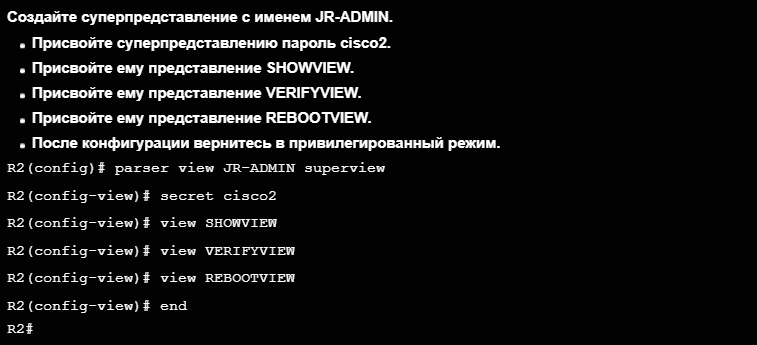 Создайте суперпредставление с именем JR-ADMIN.
• Присвойте суперпредставлению пароль cisco2.
• Присвойте ему представление SHOWVIEW.
• Присвойте ему представление VERIFYVIEW.
• Присвойте ему представление REBOOTVIEW.
• После конфигурации вернитесь в привилегированный режим.
R2(config)# parser view JR-ADMIN superview
R2(config-view)# secret cisco2
R2(config-view)# view SHOWVIEW
R2(config-view)# view VERIFYVIEW
R2(config-view)# view REBOOTVIEW
R2(config-view)# end
R2#